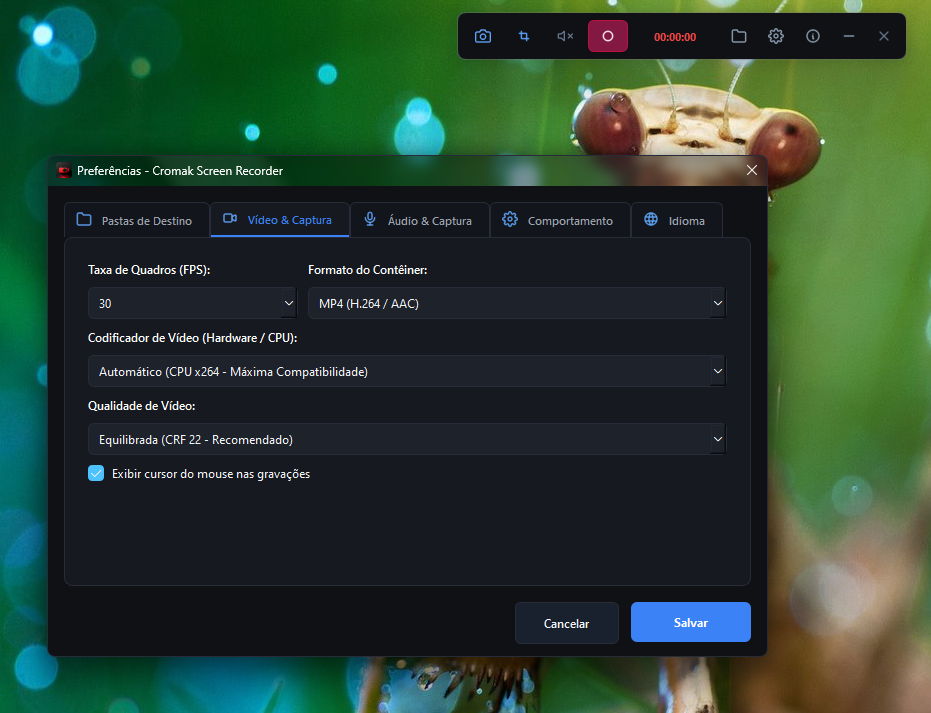 00:00:00
Preferências - Cromak Screen Recorder
Pastas de Destino
Vídeo & Captura
Áudio & Captura
Comportamento
Idioma
Taxa de Quadros (FPS):
Formato do Contêiner:
30
MP4 (H.264 / AAC)
Codificador de Vídeo (Hardware / CPU):
Automático (CPU x264 - Máxima Compatibilidade)
Qualidade de Vídeo:
Equilibrada (CRF 22 - Recomendado)
Exibir cursor do mouse nas gravações
Cancelar
Salvar